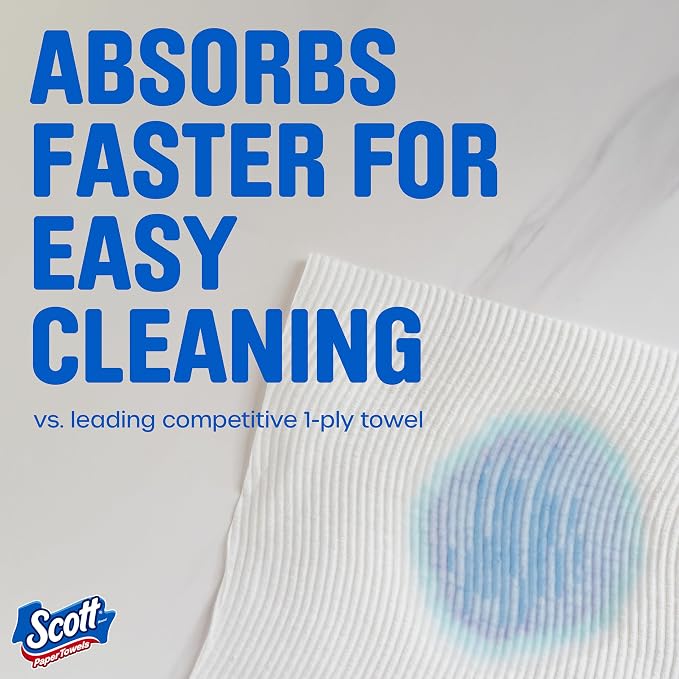 ABSORBS
FASTER FOR
EASY
CLEANING
vs. leading competitive 1-ply towel
Scott
Paper Towels